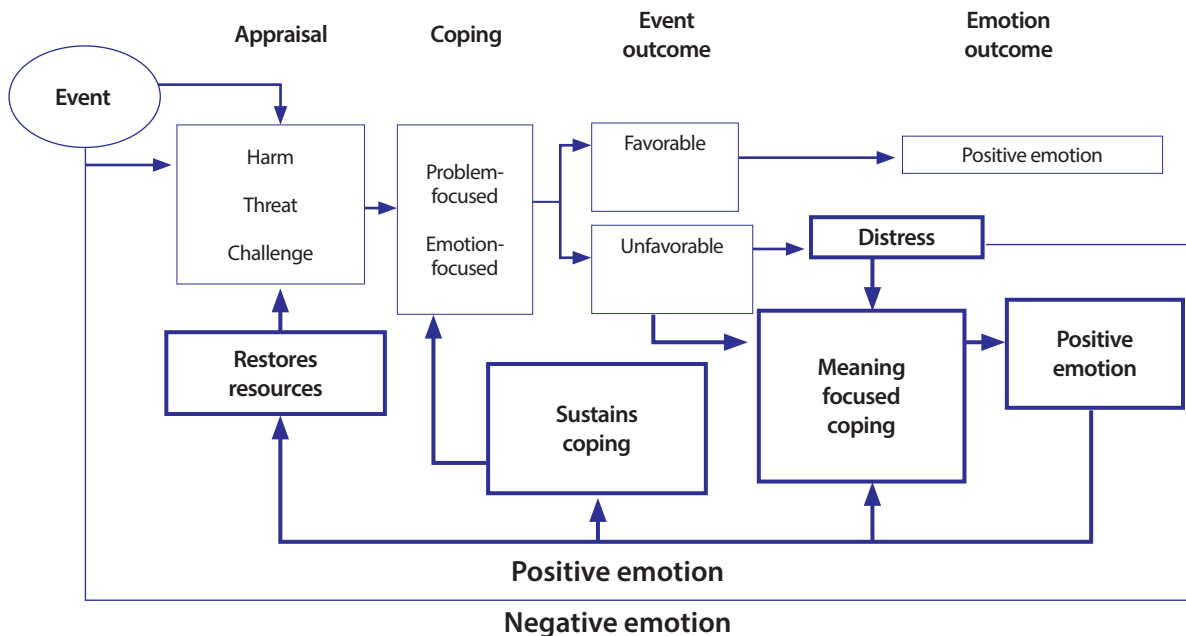 Appraisal
Coping
Event
outcome
Emotion
outcome
Event
Harm
Threat
Challenge
Problem-
focused
Emotion-
focused
Favorable
Positive emotion
Unfavorable
Distress
Restores
resources
Sustains
coping
Meaning
focused
coping
Positive
emotion
Positive emotion
Negative emotion